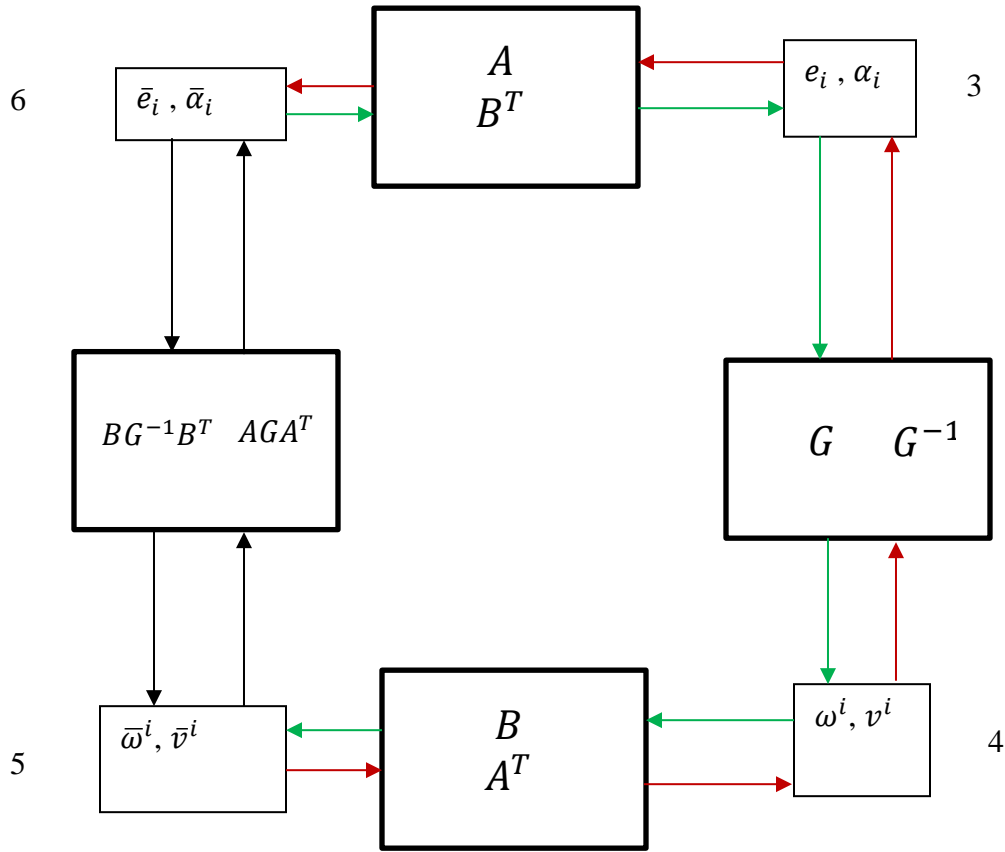 A
B^T
6
ē_i , ᾱ_i
e_i , α_i
3
BG^{-1}B^T AGA^T
G G^{-1}
5
ω̄^i, v̄^i
B
A^T
ω^i, v^i
4